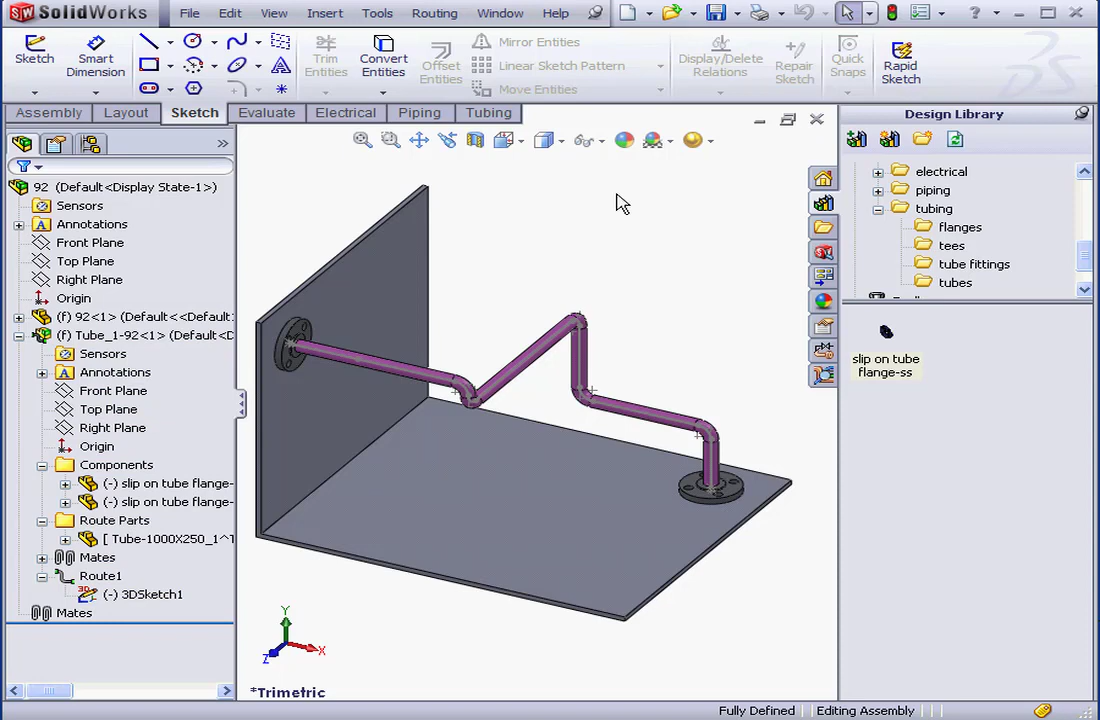 SolidWorks File Edit View Insert Tools Routing Window Help
Sketch
Smart Dimension
Trim Entities
Convert Entities
Offset Entities
Mirror Entities
Linear Sketch Pattern
Move Entities
Display/Delete Relations
Repair Sketch
Quick Snaps
Rapid Sketch
Assembly Layout Sketch Evaluate Electrical Piping Tubing
Design Library
92 (Default<Display State-1>)
Sensors
Annotations
Front Plane
Top Plane
Right Plane
Origin
(f) 92<1> (Default<<Default
(f) Tube_1-92<1> (Default<D
Sensors
Annotations
Front Plane
Top Plane
Right Plane
Origin
Components
(-) slip on tube flange-
(-) slip on tube flange-
Route Parts
[ Tube-1000X250_1^T
Mates
Route1
(-) 3DSketch1
Mates
electrical
piping
tubing
flanges
tees
tube fittings
tubes
slip on tube
flange-ss
Y
X
Z
*Trimetric
Fully Defined Editing Assembly